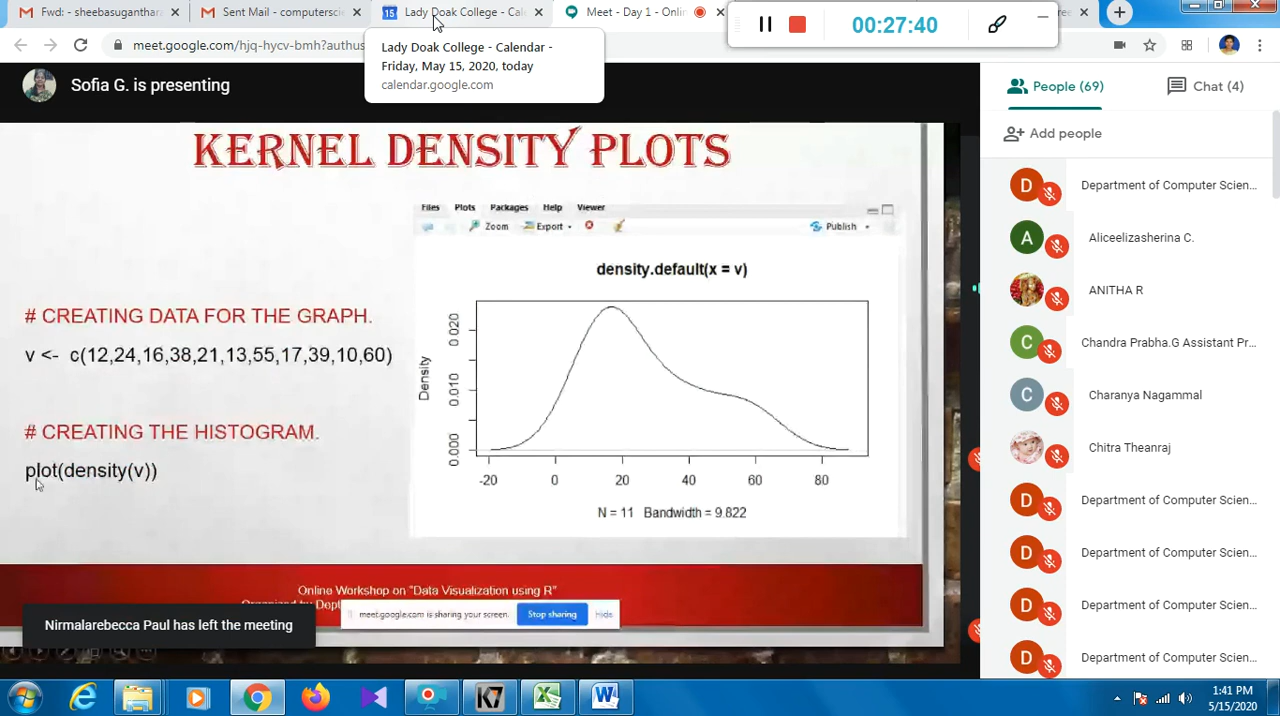 Fwd: sheebasuganthar
Sent Mail - computerscie
Lady Doak College - Cale
Meet - Day 1 - Onli
00:27:40
meet.google.com/hjq-hycv-bmh?authus
Lady Doak College - Calendar -
Friday, May 15, 2020, today
calendar.google.com
Sofia G. is presenting
People (69)
Chat (4)
Add people
KERNEL DENSITY PLOTS
Files Plots Packages Help Viewer
Zoom Export Publish
density.default(x = v)
# CREATING DATA FOR THE GRAPH.
v <- c(12,24,16,38,21,13,55,17,39,10,60)
# CREATING THE HISTOGRAM.
plot(density(v))
Density
0.020
0.010
0.000
-20 0 20 40 60 80
N = 11 Bandwidth = 9.822
Online Workshop on "Data Visualization using R"
meet.google.com is sharing your screen. Stop sharing Hide
Nirmalarebecca Paul has left the meeting
D Department of Computer Scien...
A Aliceelizasherina C.
ANITHA R
C Chandra Prabha.G Assistant Pr...
C Charanya Nagammal
Chitra Theanraj
D Department of Computer Scien...
D Department of Computer Scien...
D Department of Computer Scien...
D Department of Computer Scien...
1:41 PM
5/15/2020